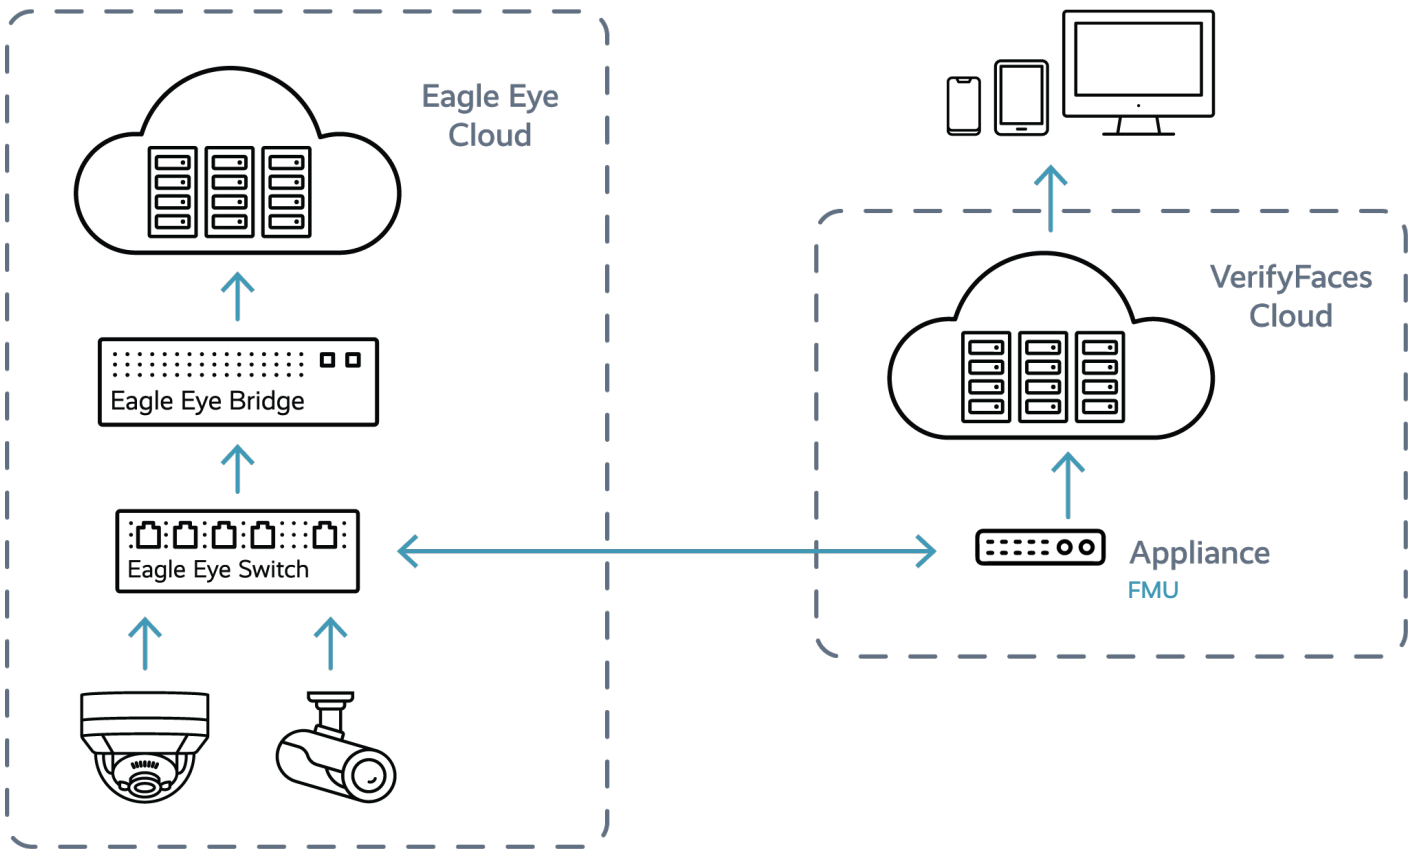 Eagle Eye
Cloud
Eagle Eye Bridge
Eagle Eye Switch
VerifyFaces
Cloud
Appliance
FMU